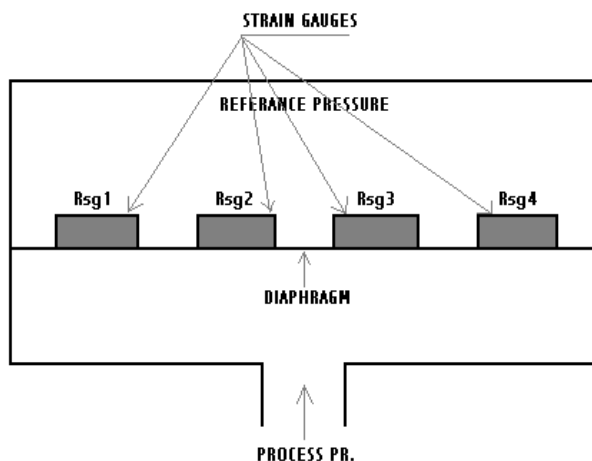 STRAIN GAUGES
REFERANCE PRESSURE
Rsg1 Rsg2 Rsg3 Rsg4
DIAPHRAGM
PROCESS PR.